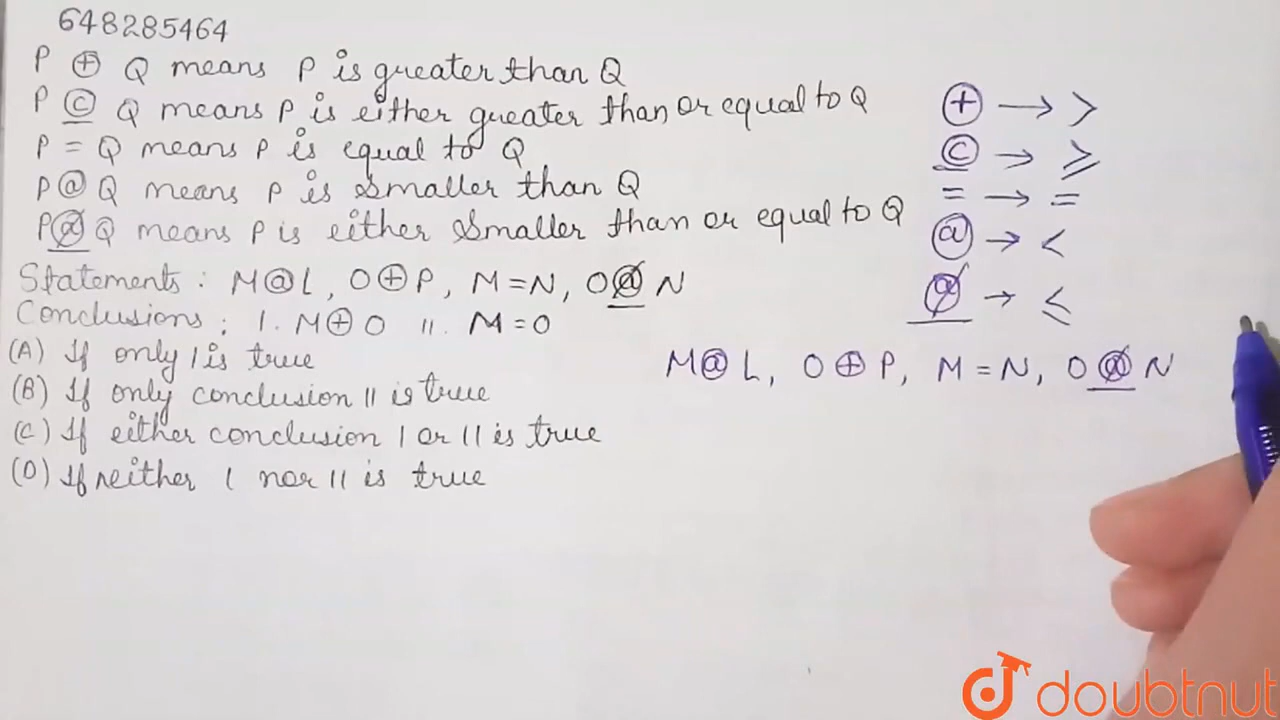 648285464
P ⊕ Q means P is greater than Q
P © Q means P is either greater than or equal to Q
P = Q means P is equal to Q
P @ Q means P is smaller than Q
P @̸ Q means P is either smaller than or equal to Q
Statements : M @ L , O ⊕ P , M = N , O @̸ N
Conclusions ; I. M ⊕ O II. M = O
(A) If only I is true
(B) If only conclusion II is true
(C) If either conclusion I or II is true
(D) If neither I nor II is true
⊕ → >
© → ≥
= → =
@ → <
@̸ → ≤
M @ L , O ⊕ P , M = N , O @̸ N
doubtnut